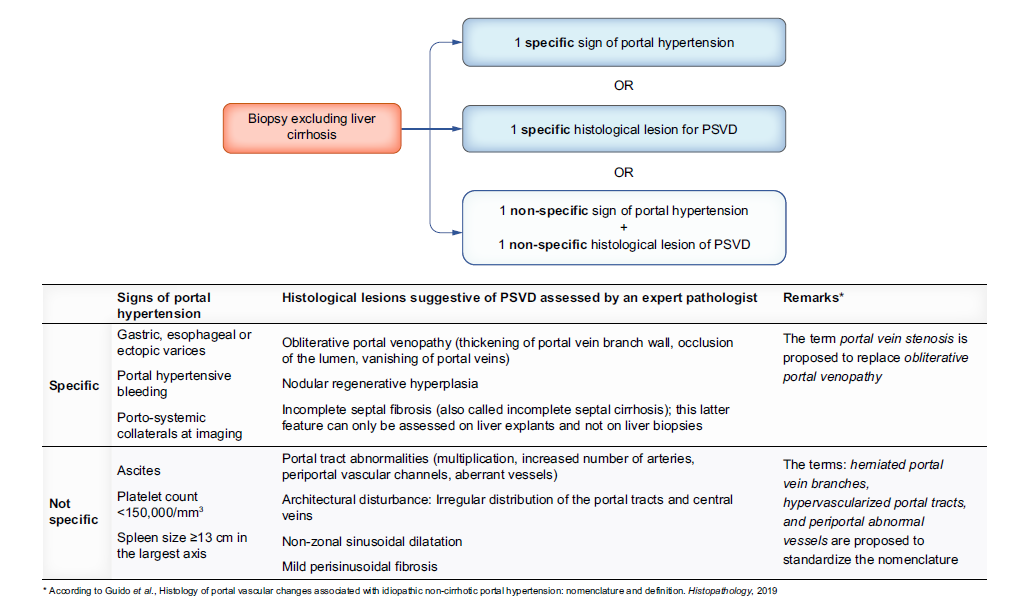 1 specific sign of portal hypertension
OR
Biopsy excluding liver
cirrhosis
1 specific histological lesion for PSVD
OR
1 non-specific sign of portal hypertension
+
1 non-specific histological lesion of PSVD
Signs of portal
hypertension
Histological lesions suggestive of PSVD assessed by an expert pathologist
Remarks*
Specific
Gastric, esophageal or
ectopic varices
Portal hypertensive
bleeding
Porto-systemic
collaterals at imaging
Obliterative portal venopathy (thickening of portal vein branch wall, occlusion
of the lumen, vanishing of portal veins)
Nodular regenerative hyperplasia
Incomplete septal fibrosis (also called incomplete septal cirrhosis); this latter
feature can only be assessed on liver explants and not on liver biopsies
The term portal vein stenosis is
proposed to replace obliterative
portal venopathy
Not
specific
Ascites
Platelet count
<150,000/mm³
Spleen size ≥13 cm in
the largest axis
Portal tract abnormalities (multiplication, increased number of arteries,
periportal vascular channels, aberrant vessels)
Architectural disturbance: Irregular distribution of the portal tracts and central
veins
Non-zonal sinusoidal dilatation
Mild perisinusoidal fibrosis
The terms: herniated portal
vein branches,
hypervascularized portal tracts,
and periportal abnormal
vessels are proposed to
standardize the nomenclature
* According to Guido et al., Histology of portal vascular changes associated with idiopathic non-cirrhotic portal hypertension: nomenclature and definition. Histopathology, 2019